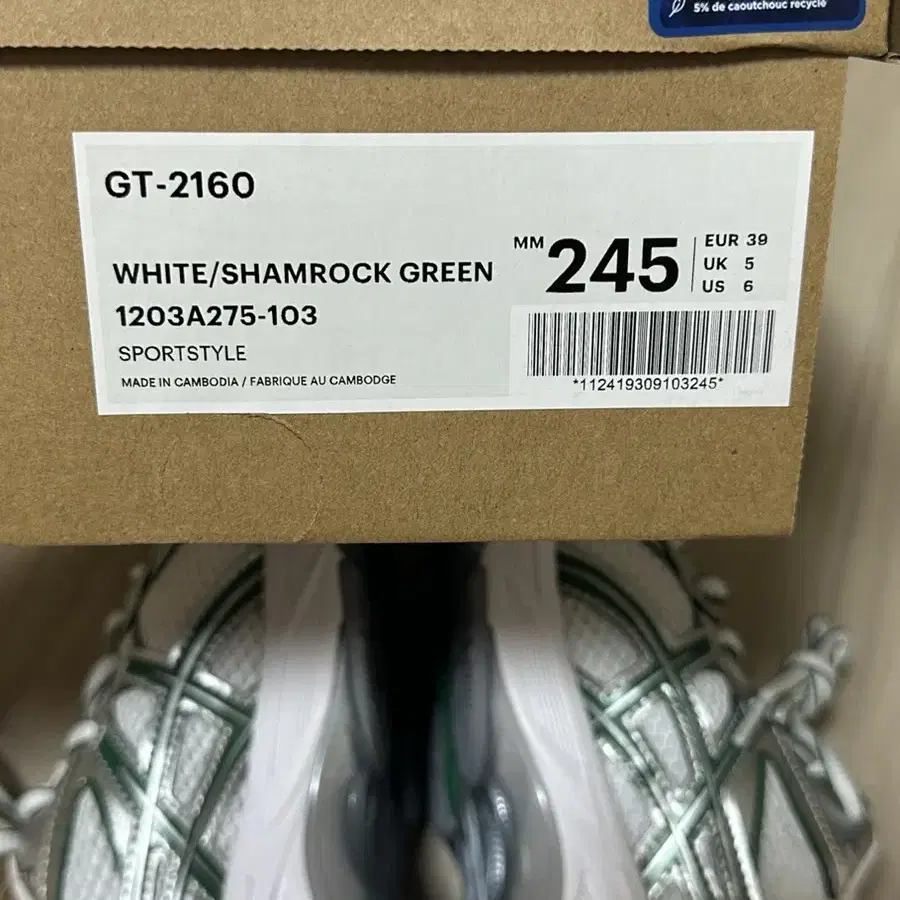 5% de caoutchouc recyclé
GT-2160
WHITE/SHAMROCK GREEN
1203A275-103
SPORTSTYLE
MADE IN CAMBODIA / FABRIQUE AU CAMBODGE
MM 245
EUR 39
UK 5
US 6
*112419309103245*